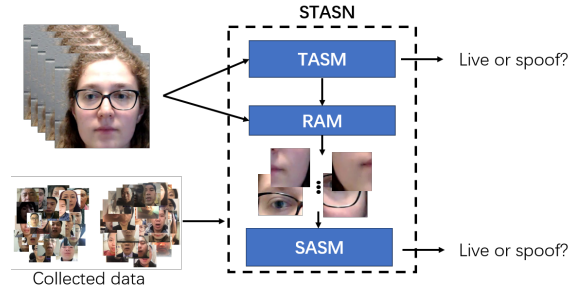 STASN
TASM
Live or spoof?
RAM
SASM
Live or spoof?
Collected data